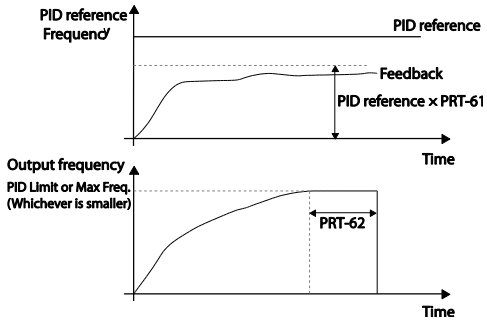 PID reference
Frequency
PID reference
Feedback
PID reference × PRT-61
Time
Output frequency
PID Limit or Max Freq.
(Whichever is smaller)
PRT-62
Time